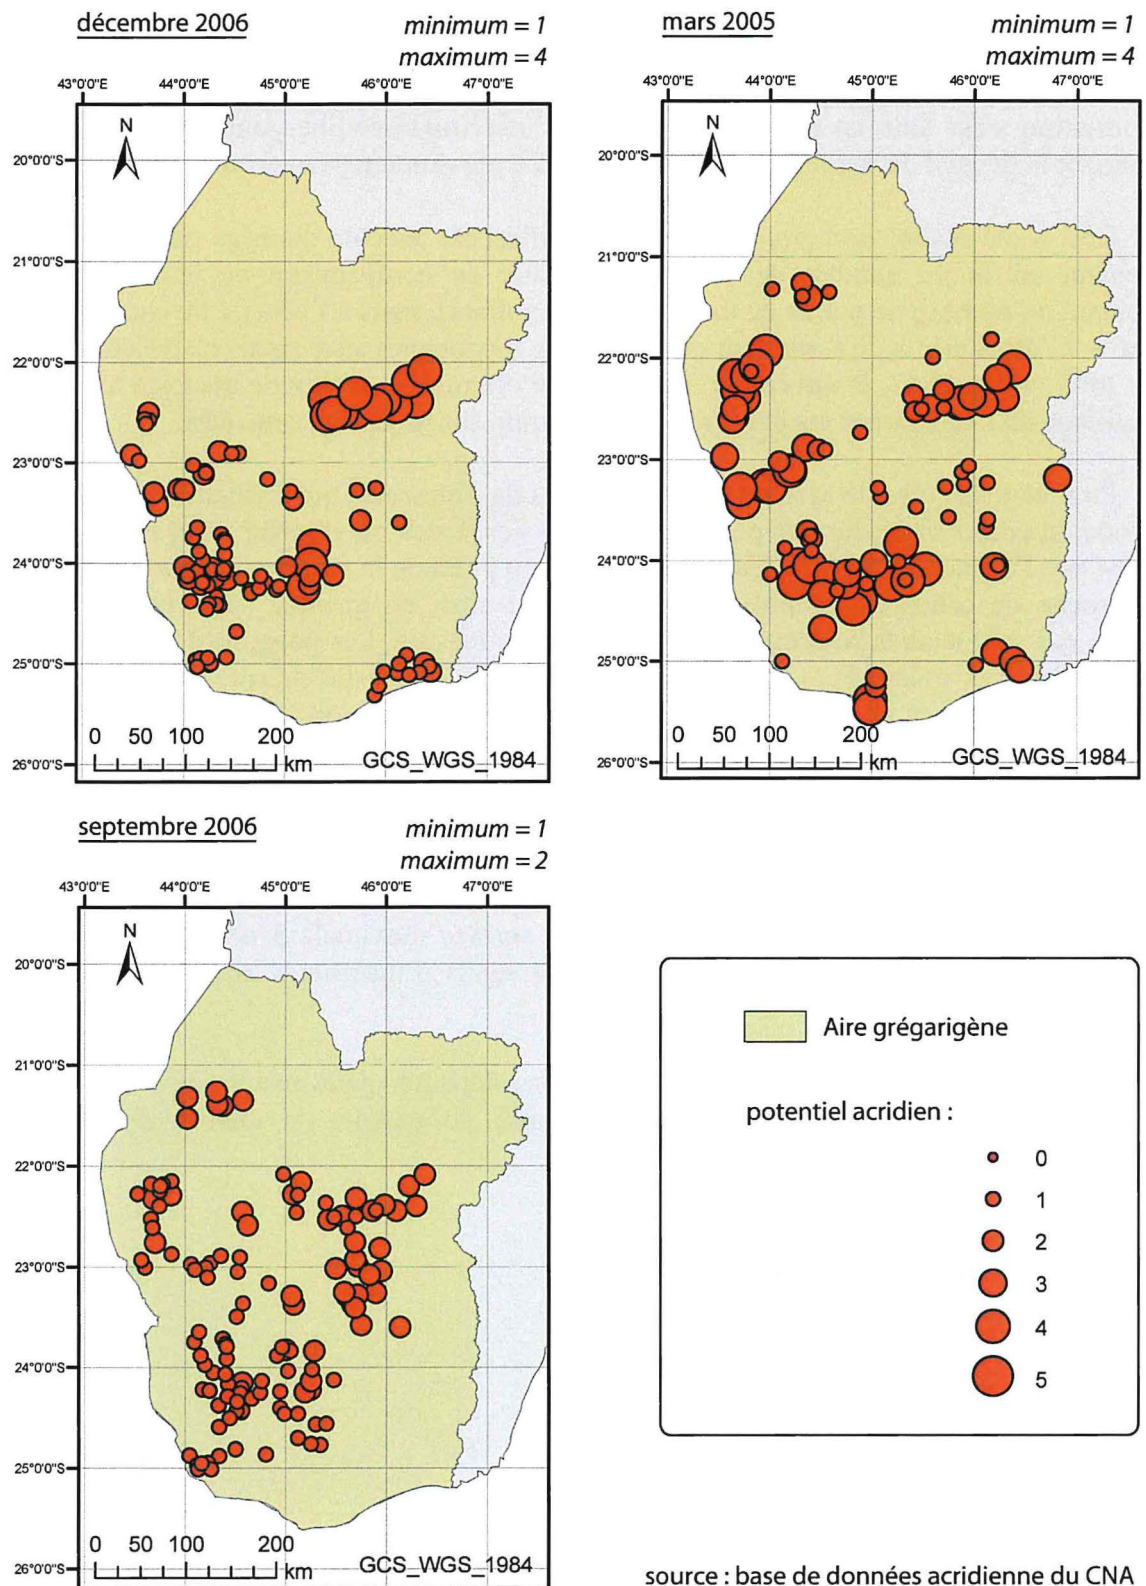 décembre 2006
minimum = 1
maximum = 4
43°0'0"E 44°0'0"E 45°0'0"E 46°0'0"E 47°0'0"E
N
20°0'0"S
21°0'0"S
22°0'0"S
23°0'0"S
24°0'0"S
25°0'0"S
0 50 100 200
km
GCS_WGS_1984
26°0'0"S
mars 2005
minimum = 1
maximum = 4
43°0'0"E 44°0'0"E 45°0'0"E 46°0'0"E 47°0'0"E
N
20°0'0"S
21°0'0"S
22°0'0"S
23°0'0"S
24°0'0"S
25°0'0"S
0 50 100 200
km
GCS_WGS_1984
26°0'0"S
septembre 2006
minimum = 1
maximum = 2
43°0'0"E 44°0'0"E 45°0'0"E 46°0'0"E 47°0'0"E
N
20°0'0"S
21°0'0"S
22°0'0"S
23°0'0"S
24°0'0"S
25°0'0"S
0 50 100 200
km
GCS_WGS_1984
26°0'0"S
Aire grégarigène
potentiel acridien :
0
1
2
3
4
5
source : base de données acridienne du CNA